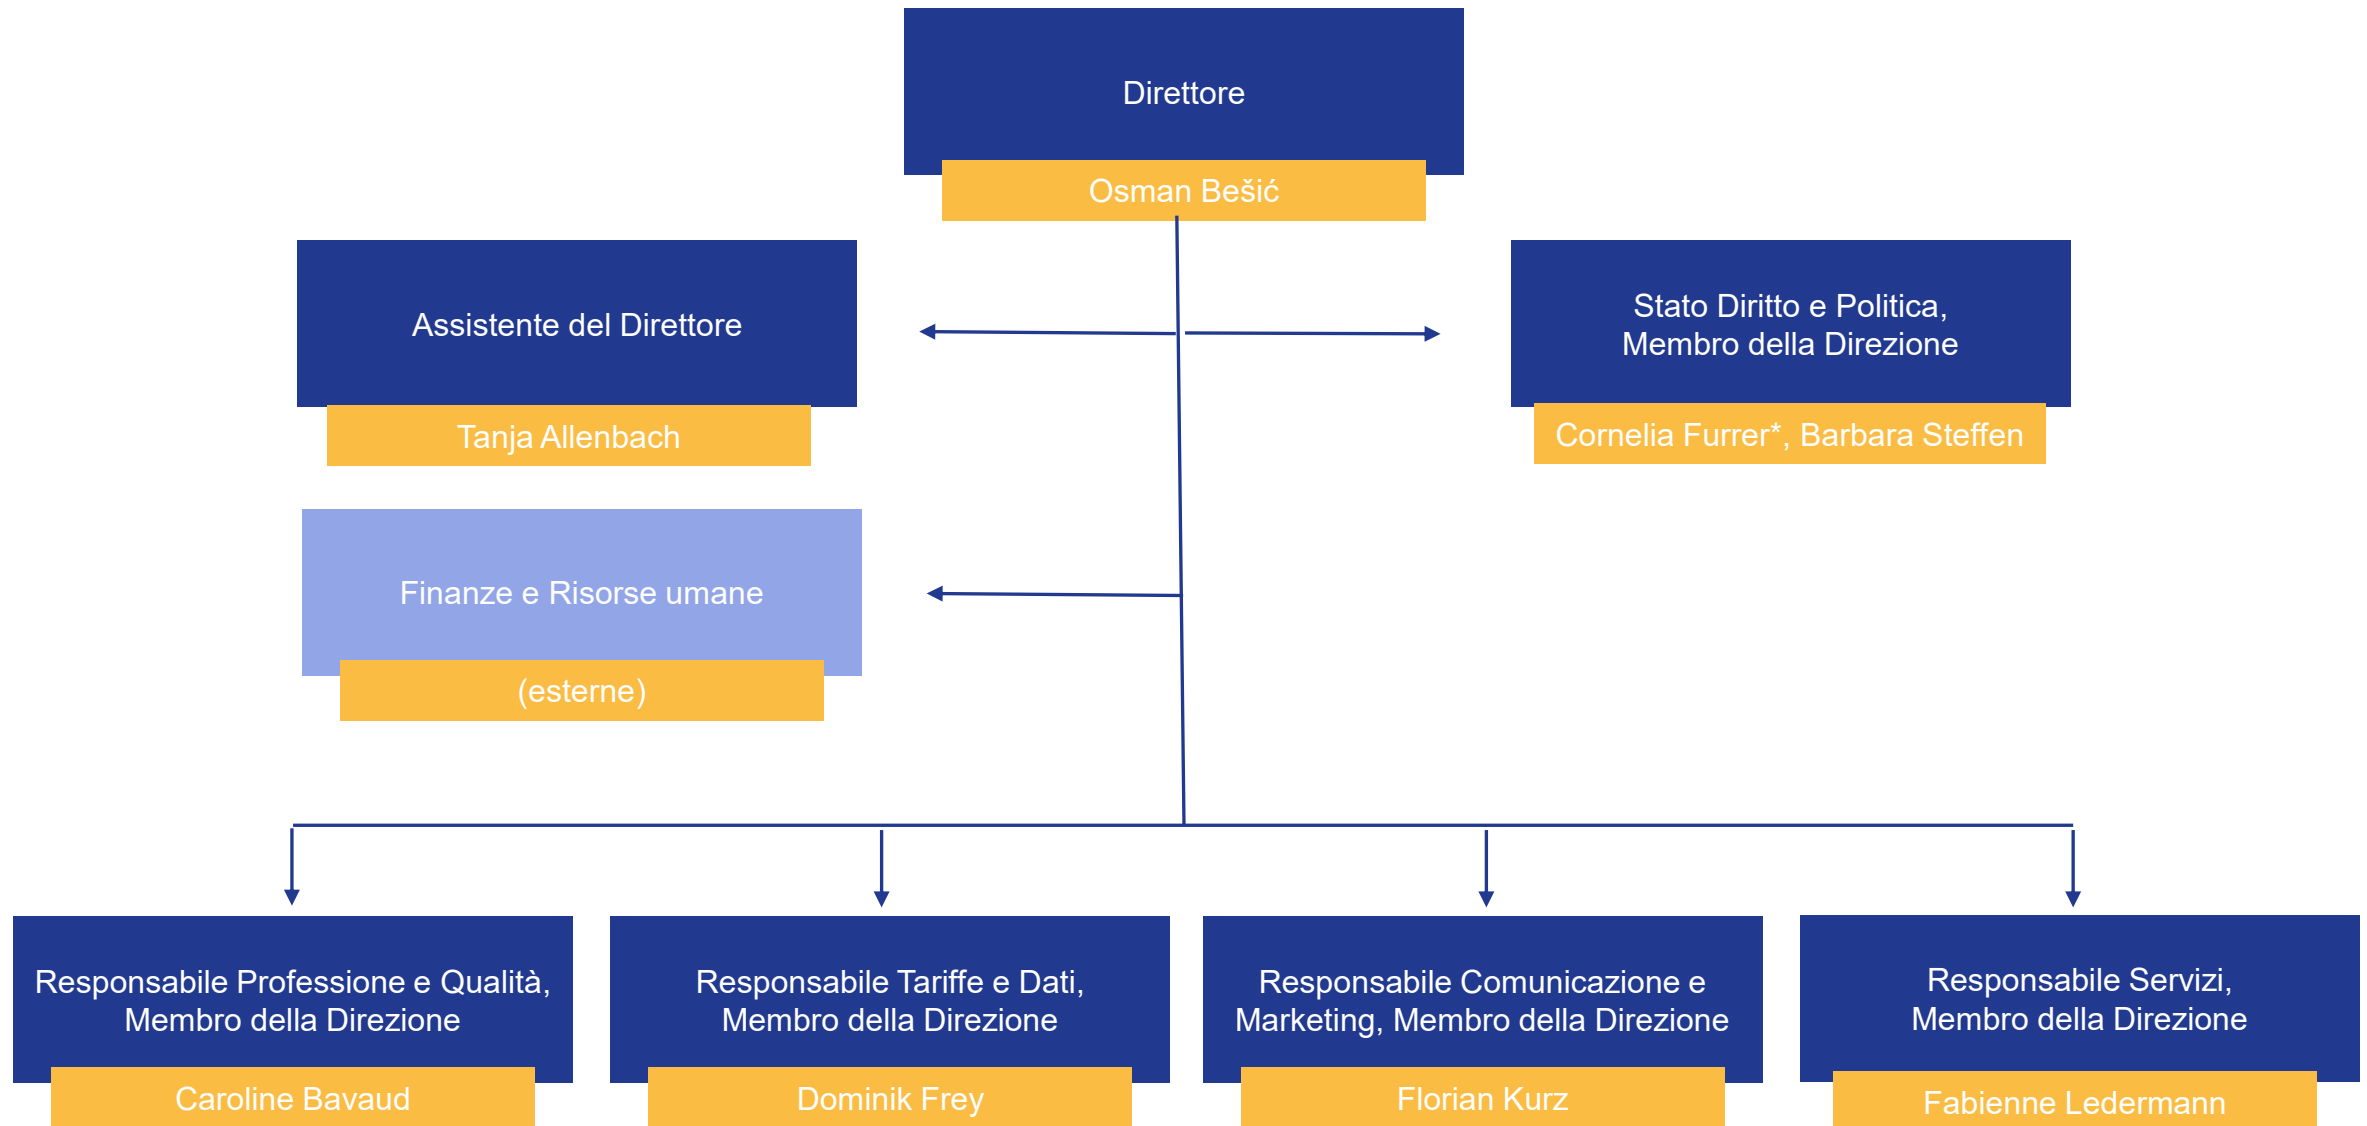 Direttore
Osman Bešić
Assistente del Direttore
Tanja Allenbach
Stato Diritto e Politica,
Membro della Direzione
Cornelia Furrer*, Barbara Steffen
Finanze e Risorse umane
(esterne)
Responsabile Professione e Qualità,
Membro della Direzione
Caroline Bavaud
Responsabile Tariffe e Dati,
Membro della Direzione
Dominik Frey
Responsabile Comunicazione e
Marketing, Membro della Direzione
Florian Kurz
Responsabile Servizi,
Membro della Direzione
Fabienne Ledermann